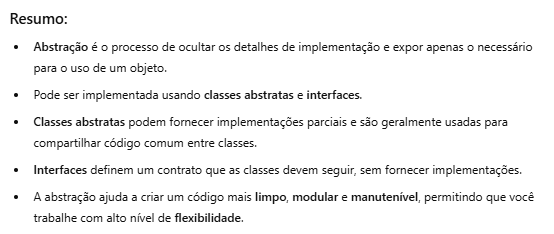 Resumo:
• Abstração é o processo de ocultar os detalhes de implementação e expor apenas o necessário
para o uso de um objeto.
• Pode ser implementada usando classes abstratas e interfaces.
• Classes abstratas podem fornecer implementações parciais e são geralmente usadas para
compartilhar código comum entre classes.
• Interfaces definem um contrato que as classes devem seguir, sem fornecer implementações.
• A abstração ajuda a criar um código mais limpo, modular e manutenível, permitindo que você
trabalhe com alto nível de flexibilidade.